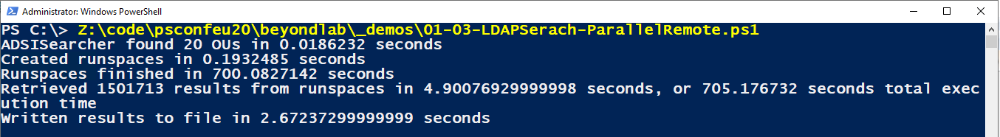 Administrator: Windows PowerShell
PS C:\> Z:\code\psconfeu20\beyondlab\_demos\01-03-LDAPSerach-ParallelRemote.ps1
ADSISearcher found 20 OUs in 0.0186232 seconds
Created runspaces in 0.1932485 seconds
Runspaces finished in 700.0827142 seconds
Retrieved 1501713 results from runspaces in 4.90076929999998 seconds, or 705.176732 seconds total exec
ution time
Written results to file in 2.67237299999999 seconds